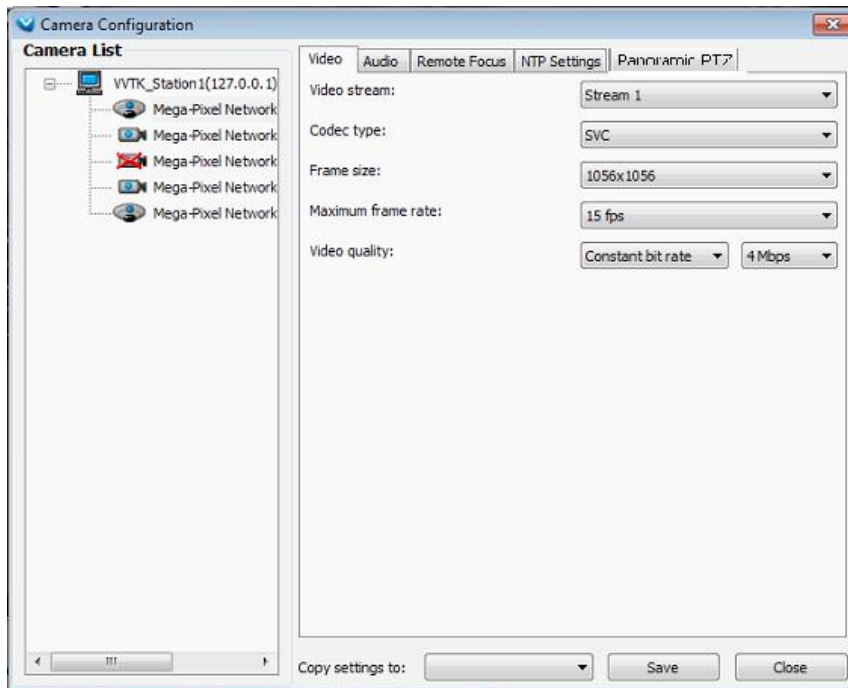 Camera Configuration
Camera List
VVTK_Station1(127.0.0.1)
Mega-Pixel Network
Mega-Pixel Network
Mega-Pixel Network
Mega-Pixel Network
Mega-Pixel Network
Video
Audio
Remote Focus
NTP Settings
Panoramic PTZ
Video stream:
Stream 1
Codec type:
SVC
Frame size:
1056x1056
Maximum frame rate:
15 fps
Video quality:
Constant bit rate
4 Mbps
Copy settings to:
Save
Close